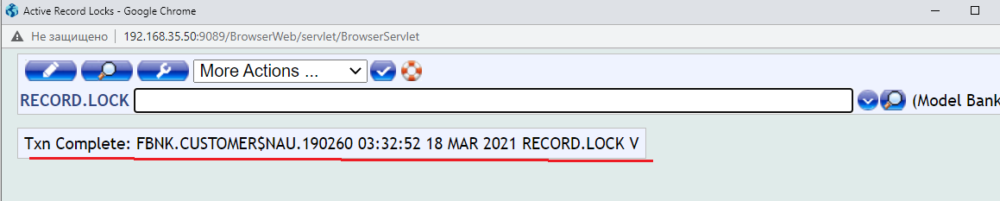 Active Record Locks - Google Chrome
Не защищено 192.168.35.50:9089/BrowserWeb/servlet/BrowserServlet
More Actions ...
RECORD.LOCK (Model Bank
Txn Complete: FBNK.CUSTOMER$NAU.190260 03:32:52 18 MAR 2021 RECORD.LOCK V